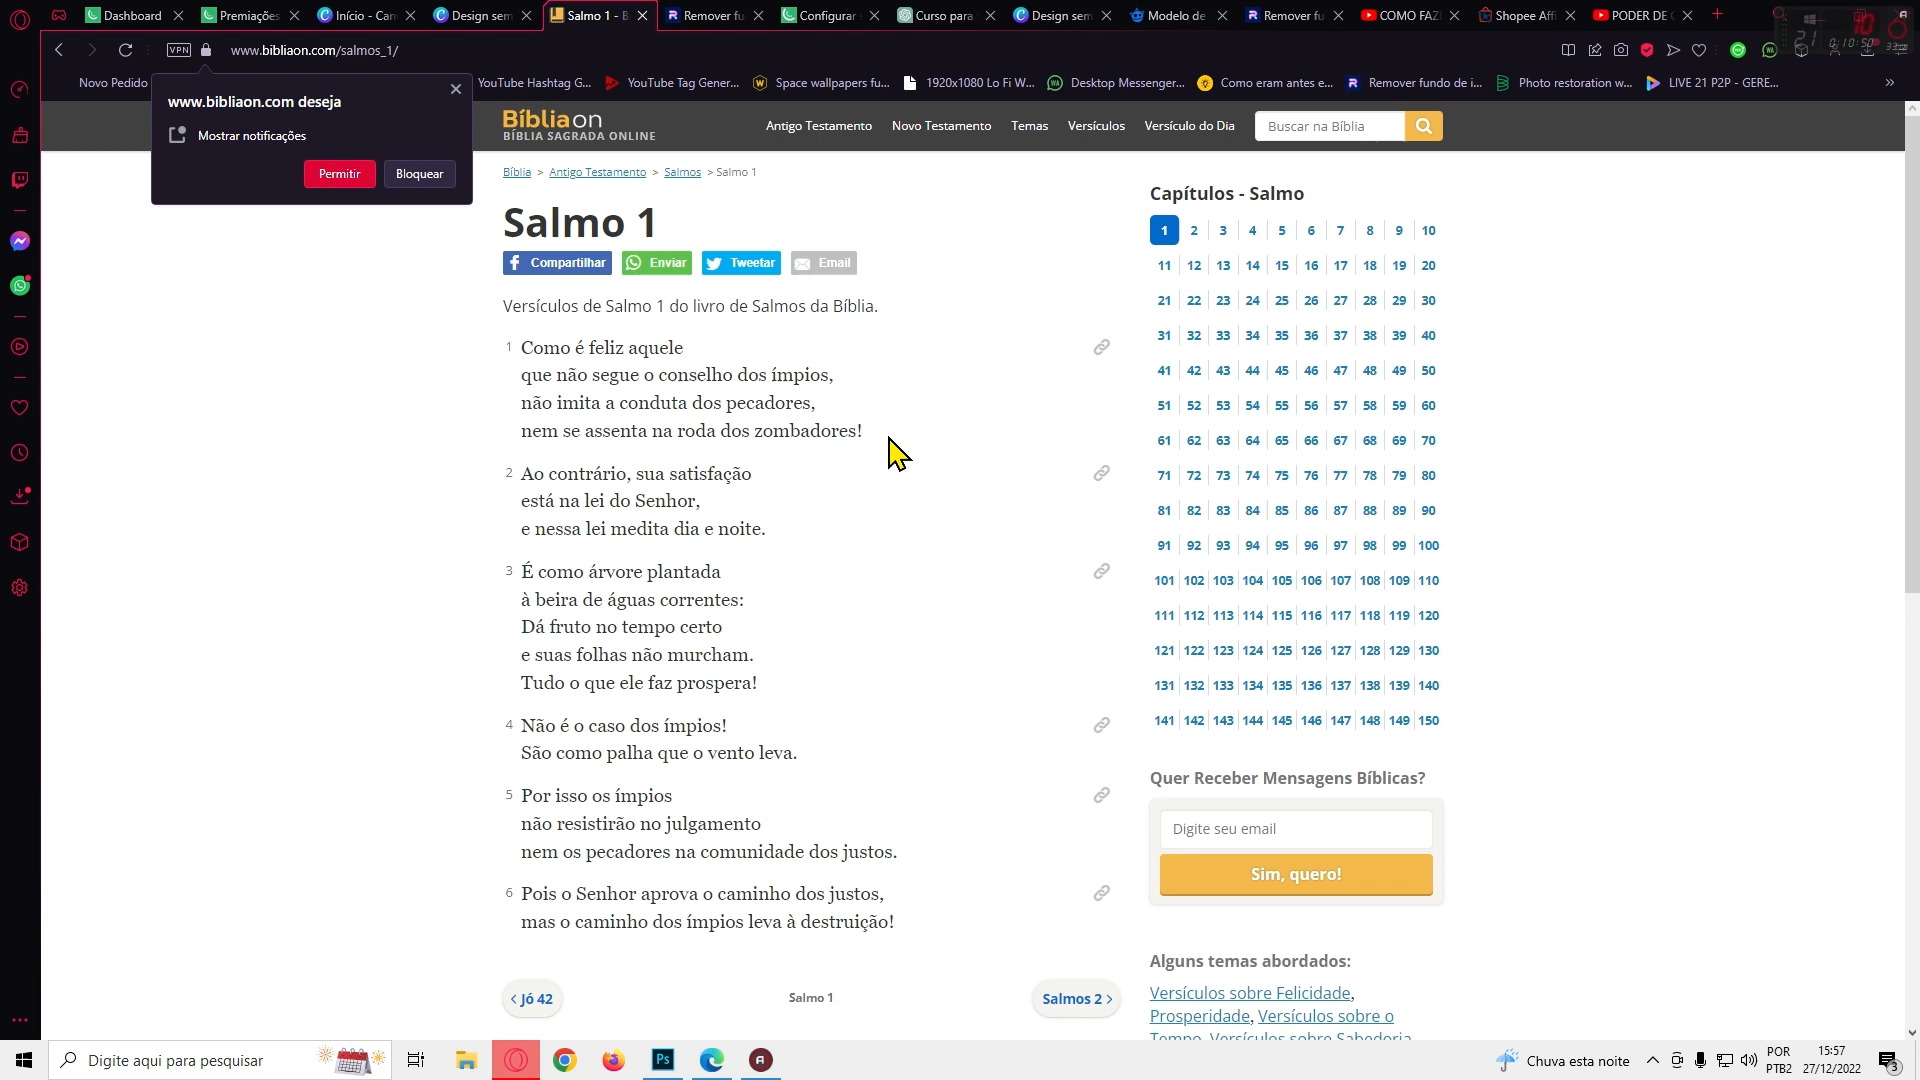 Dashboard
Premiações
Início - Can
Design sem
Salmo 1 - B
Remover fu
Configurar
Curso para
Design sem
Modelo de
Remover fu
COMO FAZ
Shopee Affi
PODER DE
VPN
www.bibliaon.com/salmos_1/
21
10
0:10:50
Novo Pedido
YouTube Hashtag G...
YouTube Tag Gener...
Space wallpapers fu...
1920x1080 Lo Fi W...
Desktop Messenger...
Como eram antes e...
Remover fundo de i...
Photo restoration w...
LIVE 21 P2P - GERE...
»
www.bibliaon.com deseja
Mostrar notificações
Permitir
Bloquear
Bíbliaon
BÍBLIA SAGRADA ONLINE
Antigo Testamento
Novo Testamento
Temas
Versículos
Versículo do Dia
Buscar na Bíblia
Bíblia > Antigo Testamento > Salmos > Salmo 1
Salmo 1
Compartilhar
Enviar
Tweetar
Email
Versículos de Salmo 1 do livro de Salmos da Bíblia.
1 Como é feliz aquele
que não segue o conselho dos ímpios,
não imita a conduta dos pecadores,
nem se assenta na roda dos zombadores!
2 Ao contrário, sua satisfação
está na lei do Senhor,
e nessa lei medita dia e noite.
3 É como árvore plantada
à beira de águas correntes:
Dá fruto no tempo certo
e suas folhas não murcham.
Tudo o que ele faz prospera!
4 Não é o caso dos ímpios!
São como palha que o vento leva.
5 Por isso os ímpios
não resistirão no julgamento
nem os pecadores na comunidade dos justos.
6 Pois o Senhor aprova o caminho dos justos,
mas o caminho dos ímpios leva à destruição!
< Jó 42
Salmo 1
Salmos 2 >
Capítulos - Salmo
1 2 3 4 5 6 7 8 9 10
11 12 13 14 15 16 17 18 19 20
21 22 23 24 25 26 27 28 29 30
31 32 33 34 35 36 37 38 39 40
41 42 43 44 45 46 47 48 49 50
51 52 53 54 55 56 57 58 59 60
61 62 63 64 65 66 67 68 69 70
71 72 73 74 75 76 77 78 79 80
81 82 83 84 85 86 87 88 89 90
91 92 93 94 95 96 97 98 99 100
101 102 103 104 105 106 107 108 109 110
111 112 113 114 115 116 117 118 119 120
121 122 123 124 125 126 127 128 129 130
131 132 133 134 135 136 137 138 139 140
141 142 143 144 145 146 147 148 149 150
Quer Receber Mensagens Bíblicas?
Digite seu email
Sim, quero!
Alguns temas abordados:
Versículos sobre Felicidade,
Prosperidade, Versículos sobre o
Tempo, Versículos sobre Sabedoria
Digite aqui para pesquisar
Ps
Chuva esta noite
POR
PTB2
15:57
27/12/2022
3